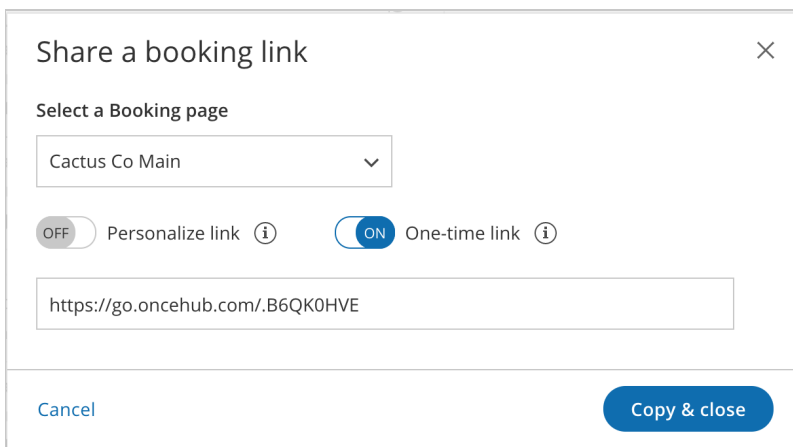 Share a booking link
Select a Booking page
Cactus Co Main
OFF Personalize link i ON One-time link i
https://go.oncehub.com/.B6QK0HVE
Cancel Copy & close